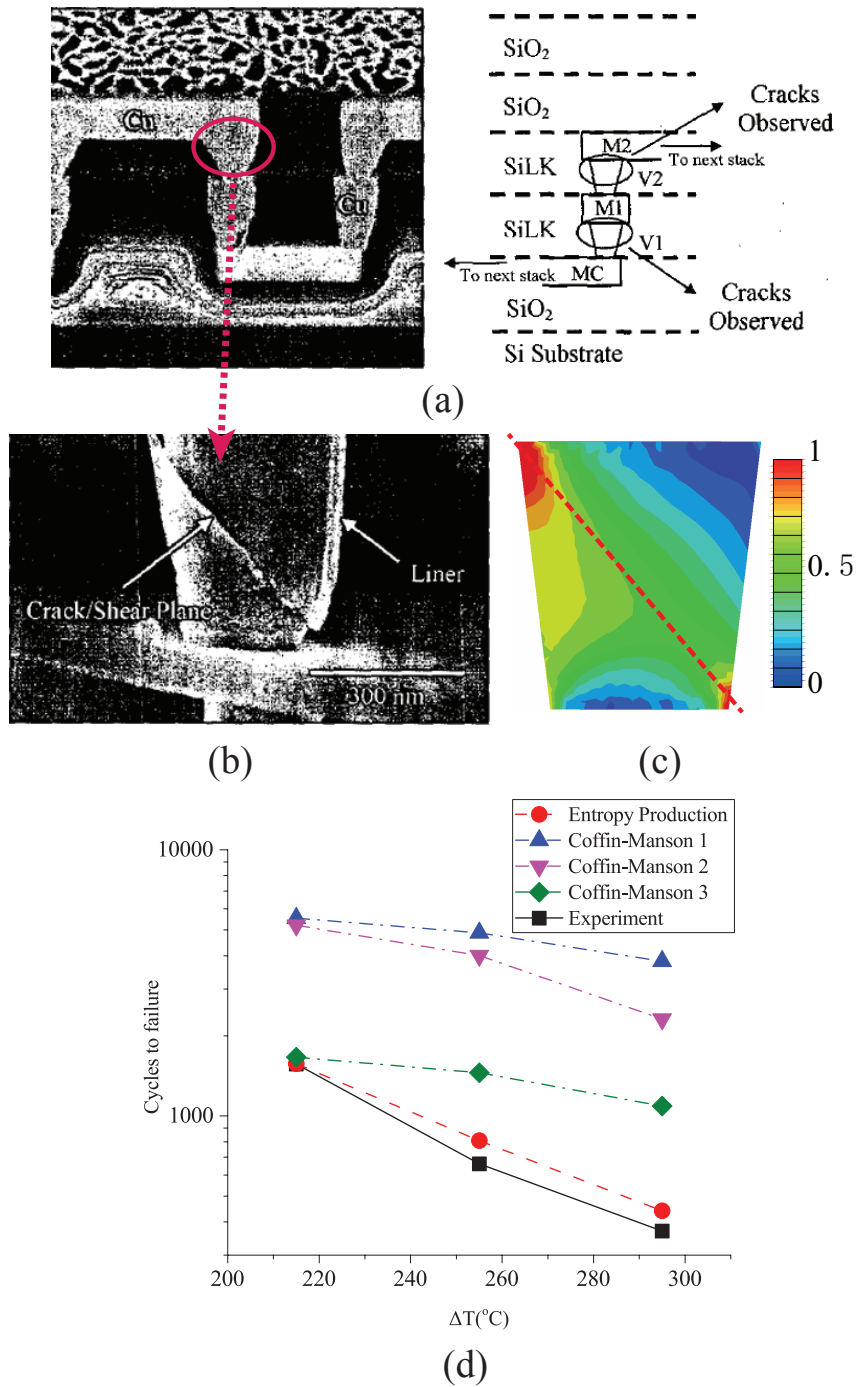 Cu
Cu
SiO2
SiO2
SiLK
SiLK
SiO2
Si Substrate
M2
V2
M1
V1
MC
Cracks
Observed
To next stack
To next stack
Cracks
Observed
(a)
Crack/Shear Plane
Liner
300 nm
(b)
1
0.5
0
(c)
Entropy Production
Coffin-Manson 1
Coffin-Manson 2
Coffin-Manson 3
Experiment
10000
1000
Cycles to failure
200
220
240
260
280
300
ΔT(°C)
(d)